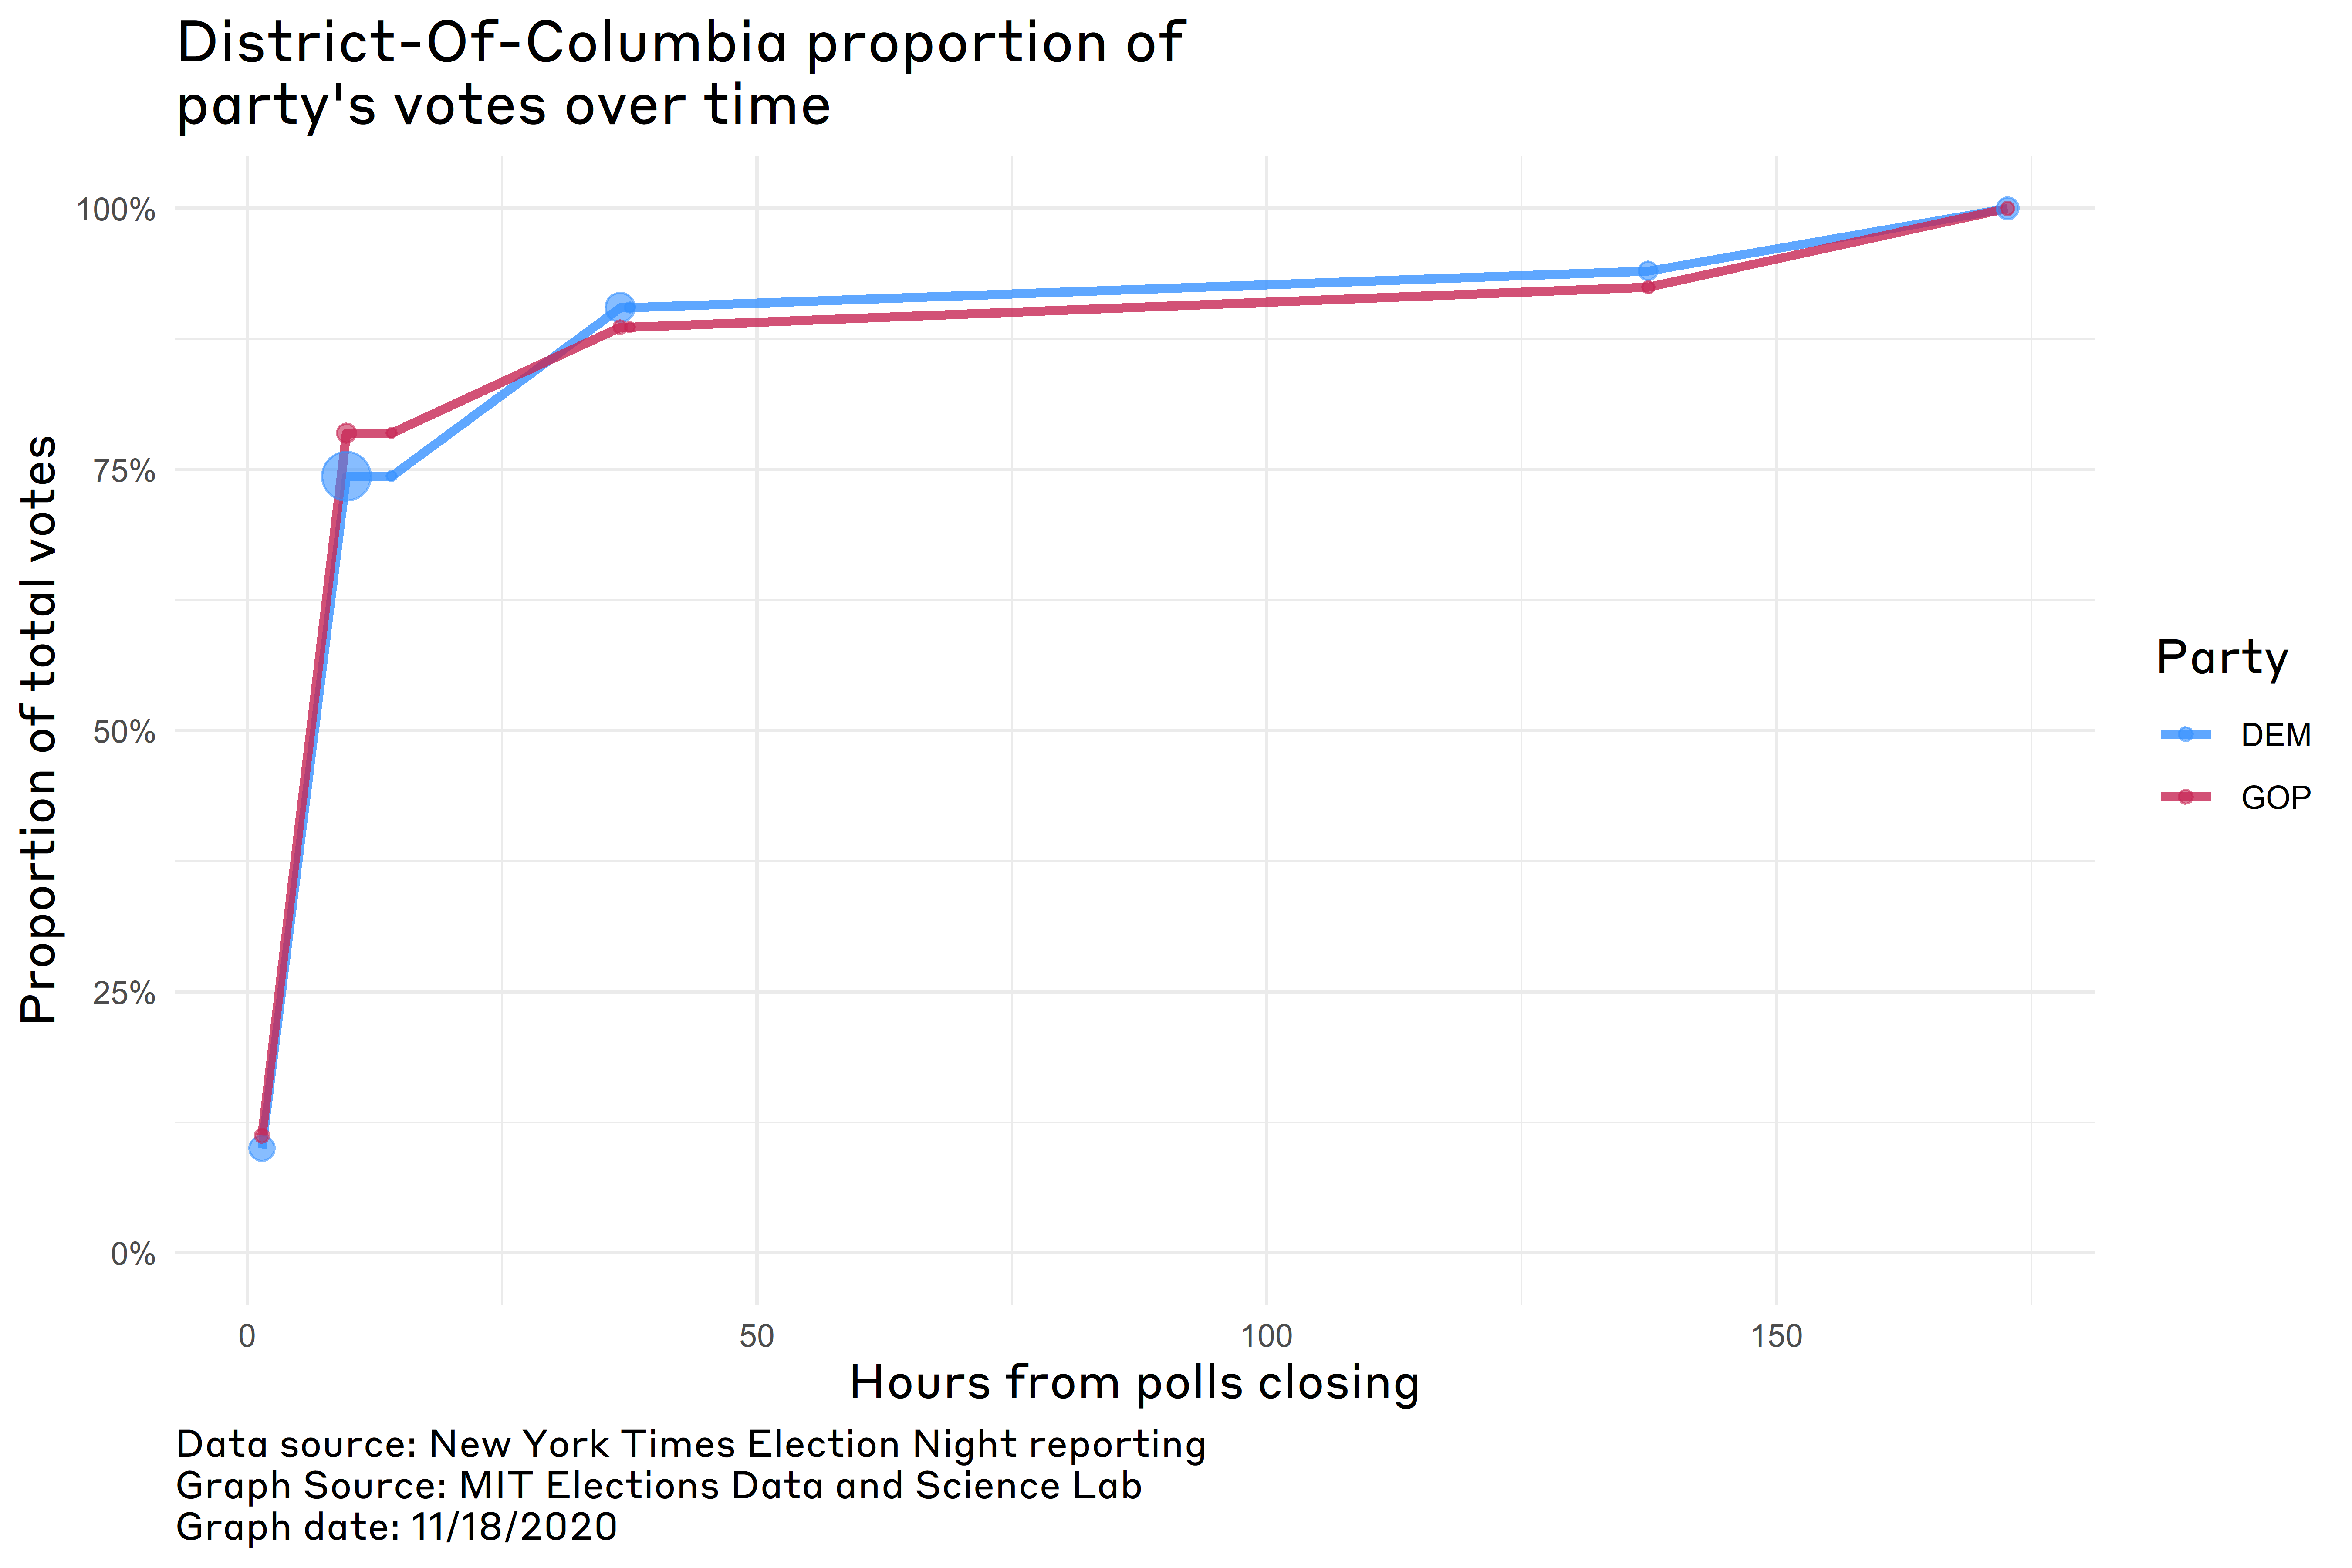 District-Of-Columbia proportion of
party's votes over time
Proportion of total votes
100%
75%
50%
25%
0%
0
50
100
150
Hours from polls closing
Party
DEM
GOP
Data source: New York Times Election Night reporting
Graph Source: MIT Elections Data and Science Lab
Graph date: 11/18/2020